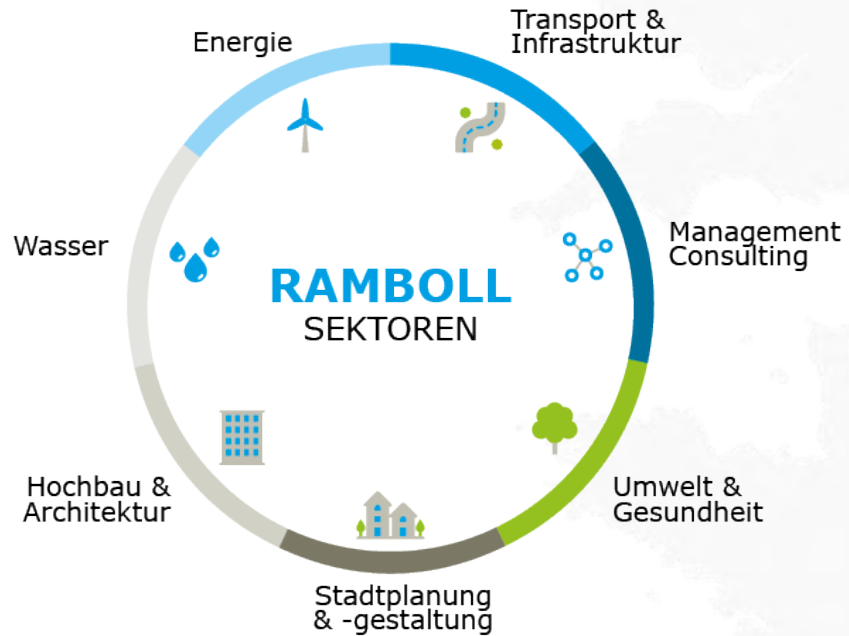 Energie
Transport &
Infrastruktur
Wasser
Management
Consulting
RAMBOLL
SEKTOREN
Hochbau &
Architektur
Umwelt &
Gesundheit
Stadtplanung
& -gestaltung